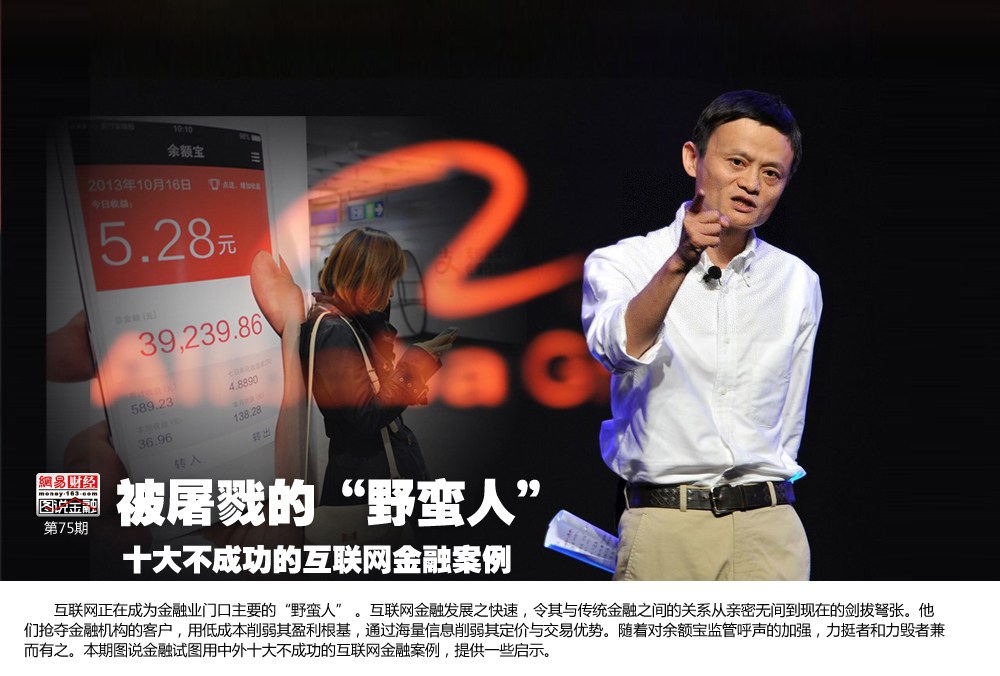 10:10
余额宝
2013年10月16日
今日收益:
5.28元
39,239.86
589.23
4.8890
36.96
138.28
转入
转出
網易财经
money·163·com
图说金融
第75期
被屠戮的“野蛮人”
十大不成功的互联网金融案例
互联网正在成为金融业门口主要的“野蛮人” 。互联网金融发展之快速，令其与传统金融之间的关系从亲密无间到现在的剑拔弩张。他
们抢夺金融机构的客户，用低成本削弱其盈利根基，通过海量信息削弱其定价与交易优势。随着对余额宝监管呼声的加强，力挺者和力毁者兼
而有之。本期图说金融试图用中外十大不成功的互联网金融案例，提供一些启示。